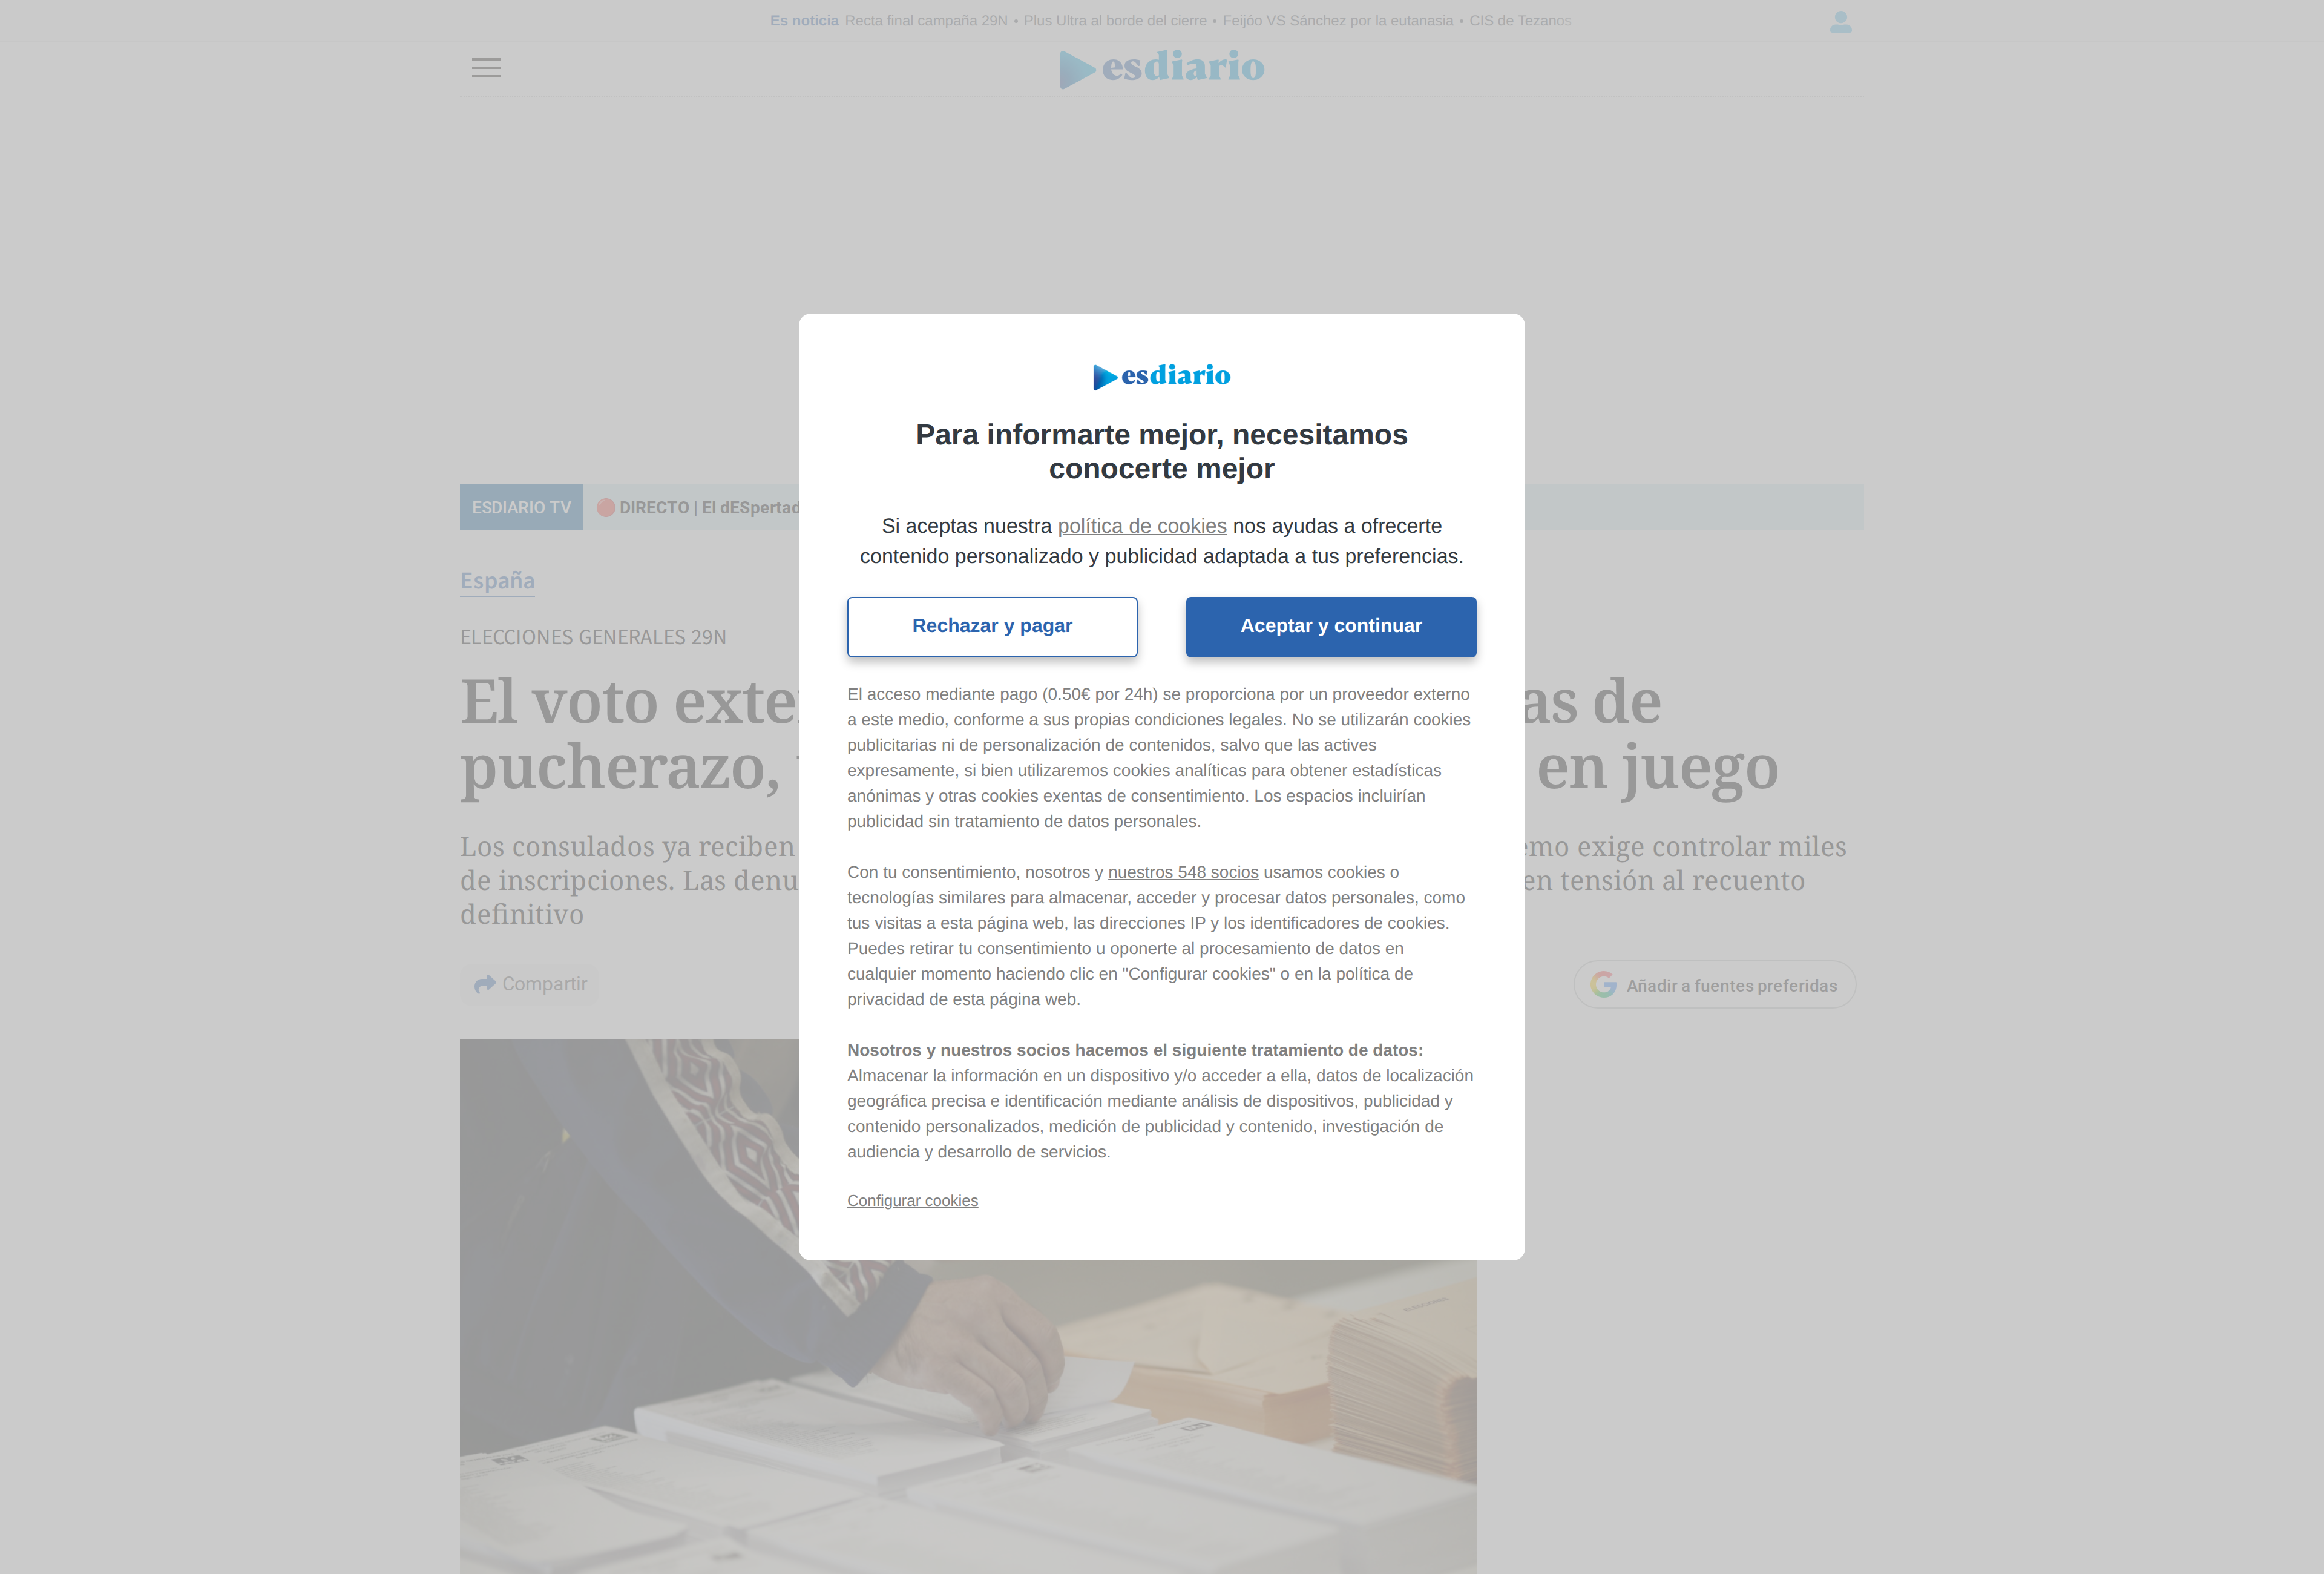 Es noticia Recta final campaña 29N • Plus Ultra al borde del cierre • Feijóo VS Sánchez por la eutanasia • CIS de Tezanos
esdiario
ESDIARIO TV DIRECTO | El dESpertad
España
ELECCIONES GENERALES 29N
El voto exte as de
pucherazo, en juego
Los consulados ya reciben emo exige controlar miles
de inscripciones. Las denu en tensión al recuento
definitivo
Compartir
Añadir a fuentes preferidas
esdiario
Para informarte mejor, necesitamos
conocerte mejor
Si aceptas nuestra política de cookies nos ayudas a ofrecerte
contenido personalizado y publicidad adaptada a tus preferencias.
Rechazar y pagar
Aceptar y continuar
El acceso mediante pago (0.50€ por 24h) se proporciona por un proveedor externo
a este medio, conforme a sus propias condiciones legales. No se utilizarán cookies
publicitarias ni de personalización de contenidos, salvo que las actives
expresamente, si bien utilizaremos cookies analíticas para obtener estadísticas
anónimas y otras cookies exentas de consentimiento. Los espacios incluirían
publicidad sin tratamiento de datos personales.
Con tu consentimiento, nosotros y nuestros 548 socios usamos cookies o
tecnologías similares para almacenar, acceder y procesar datos personales, como
tus visitas a esta página web, las direcciones IP y los identificadores de cookies.
Puedes retirar tu consentimiento u oponerte al procesamiento de datos en
cualquier momento haciendo clic en "Configurar cookies" o en la política de
privacidad de esta página web.
Nosotros y nuestros socios hacemos el siguiente tratamiento de datos:
Almacenar la información en un dispositivo y/o acceder a ella, datos de localización
geográfica precisa e identificación mediante análisis de dispositivos, publicidad y
contenido personalizados, medición de publicidad y contenido, investigación de
audiencia y desarrollo de servicios.
Configurar cookies